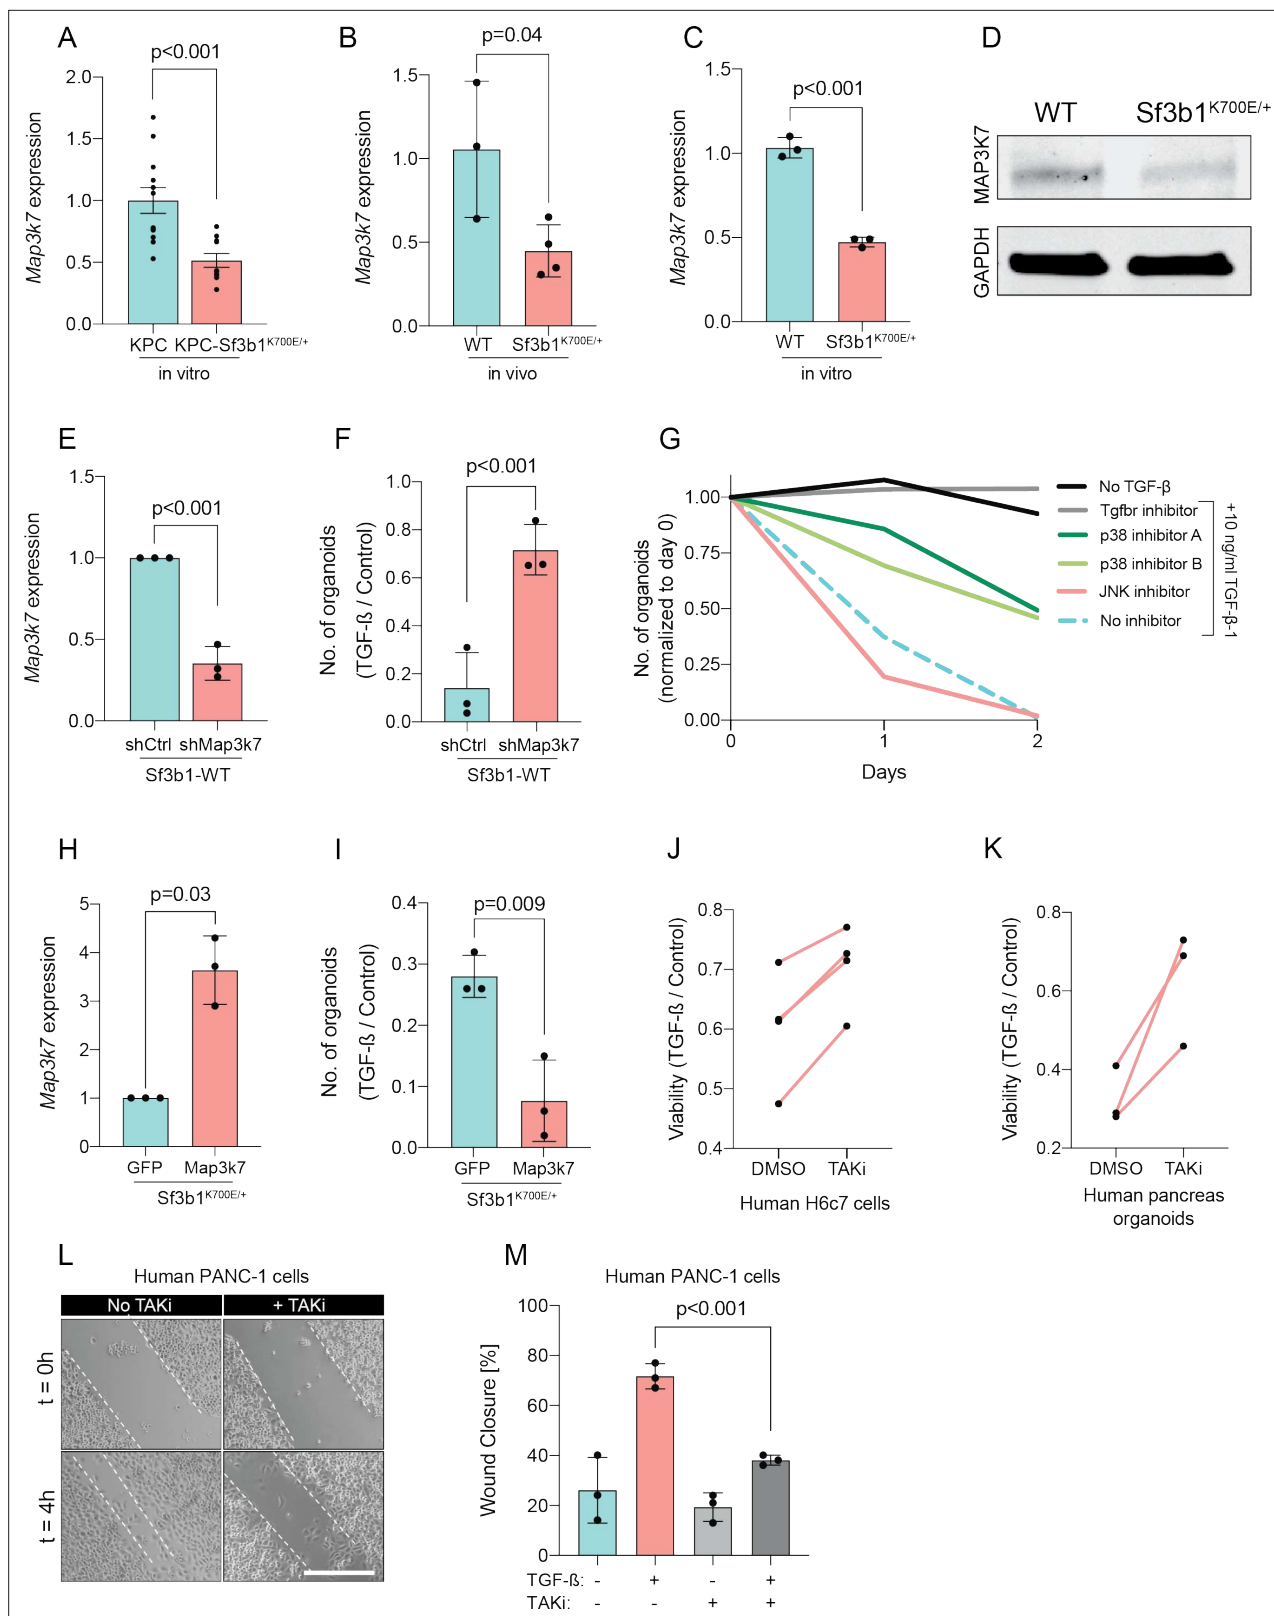 A
p<0.001
Map3k7 expression
2.0
1.5
1.0
0.5
0.0
KPC KPC-Sf3b1K700E/+
in vitro
B
p=0.04
Map3k7 expression
1.5
1.0
0.5
0.0
WT Sf3b1K700E/+
in vivo
C
p<0.001
Map3k7 expression
1.5
1.0
0.5
0.0
WT Sf3b1K700E/+
in vitro
D
WT Sf3b1K700E/+
MAP3K7
GAPDH
E
p<0.001
Map3k7 expression
1.5
1.0
0.5
0.0
shCtrl shMap3k7
Sf3b1-WT
F
p<0.001
No. of organoids
(TGF-ß / Control)
1.0
0.8
0.6
0.4
0.2
0.0
shCtrl shMap3k7
Sf3b1-WT
G
No. of organoids
(normalized to day 0)
1.00
0.75
0.50
0.25
0.00
0 1 2
Days
No TGF-β
Tgfbr inhibitor
p38 inhibitor A
p38 inhibitor B
JNK inhibitor
No inhibitor
+10 ng/ml TGF-β-1
H
p=0.03
Map3k7 expression
5
4
3
2
1
0
GFP Map3k7
Sf3b1K700E/+
I
p=0.009
No. of organoids
(TGF-ß / Control)
0.4
0.3
0.2
0.1
0.0
GFP Map3k7
Sf3b1K700E/+
J
Viability (TGF-ß / Control)
0.8
0.7
0.6
0.5
0.4
DMSO TAKi
Human H6c7 cells
K
Viability (TGF-ß / Control)
0.8
0.6
0.4
0.2
DMSO TAKi
Human pancreas
organoids
L
Human PANC-1 cells
No TAKi + TAKi
t = 0h
t = 4h
M
Human PANC-1 cells
p<0.001
Wound Closure [%]
100
80
60
40
20
0
TGF-ß: - + - +
TAKi: - - + +